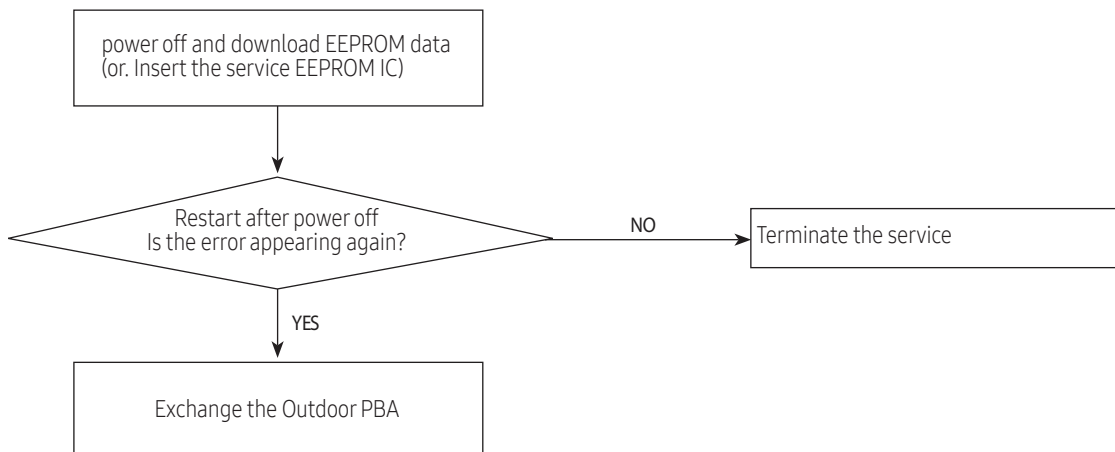 power off and download EEPROM data
(or. Insert the service EEPROM IC)
Restart after power off
Is the error appearing again?
NO
Terminate the service
YES
Exchange the Outdoor PBA